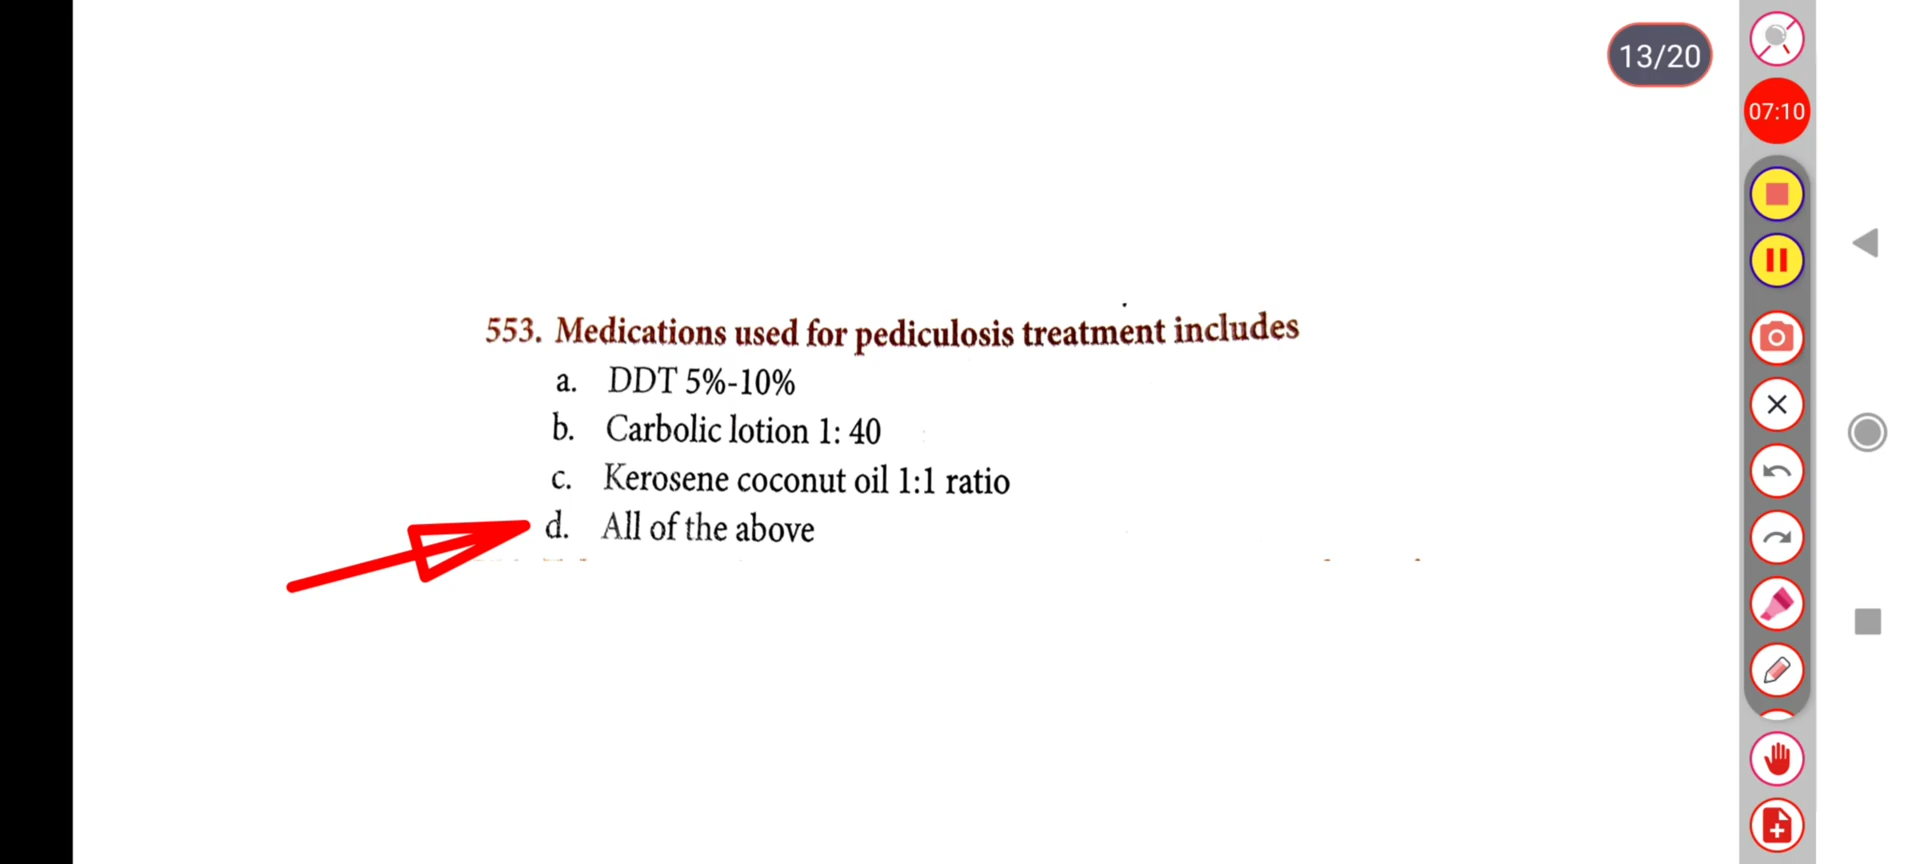 13/20
07:10
553. Medications used for pediculosis treatment includes
a. DDT 5%-10%
b. Carbolic lotion 1: 40
c. Kerosene coconut oil 1:1 ratio
d. All of the above